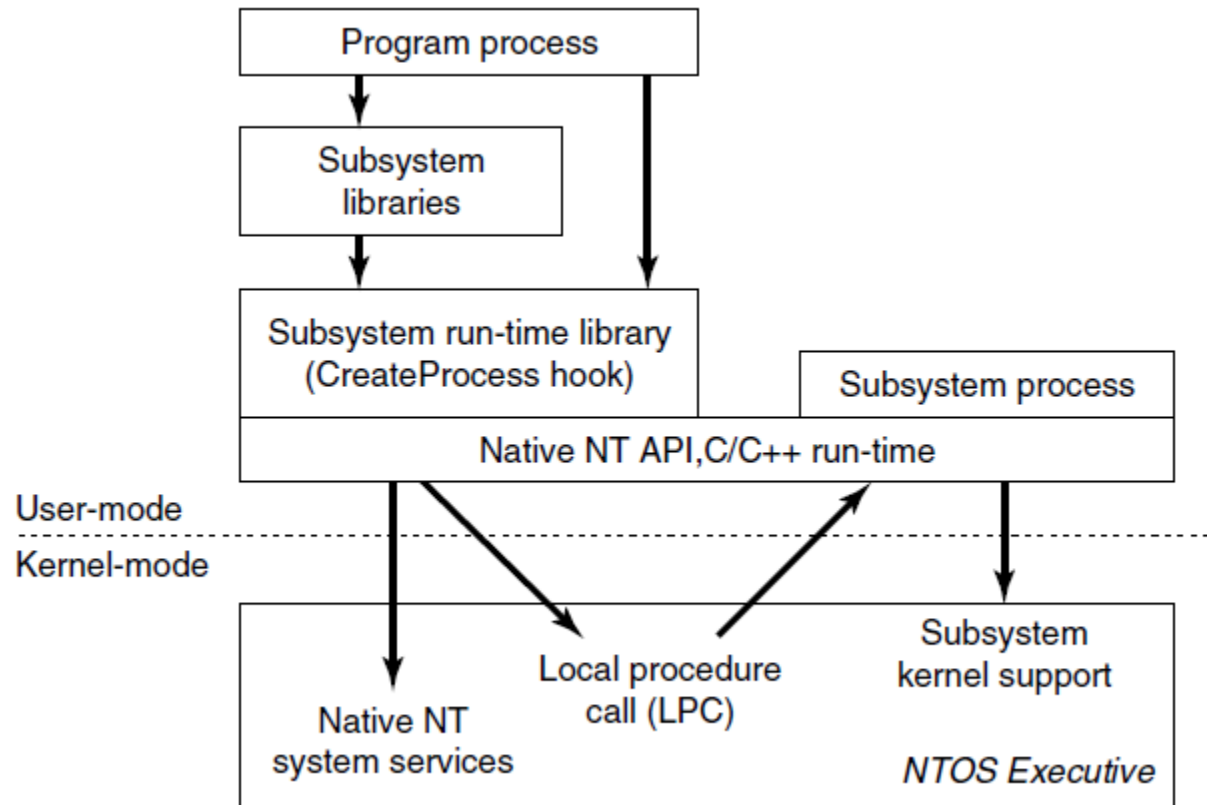 Program process
Subsystem
libraries
Subsystem run-time library
(CreateProcess hook)
Subsystem process
Native NT API,C/C++ run-time
User-mode
Kernel-mode
Native NT
system services
Local procedure
call (LPC)
Subsystem
kernel support
NTOS Executive